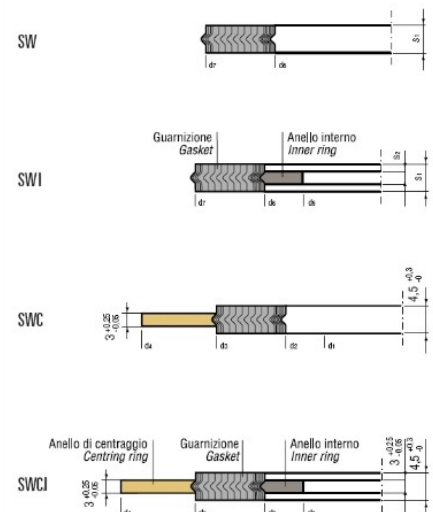 SW
S₁
d₇
d₆
Guarnizione
Gasket
Anello interno
Inner ring
SWI
S₂
S₁
d₇
d₆
d₅
SWC
3 +0,25 -0,05
4,5 +0,3 -0
d₄
d₃
d₂
d₁
Anello di centraggio
Centring ring
Guarnizione
Gasket
Anello interno
Inner ring
SWCI
3 +0,25 -0,05
3 +0,25 -0,05
4,5 +0,3 -0